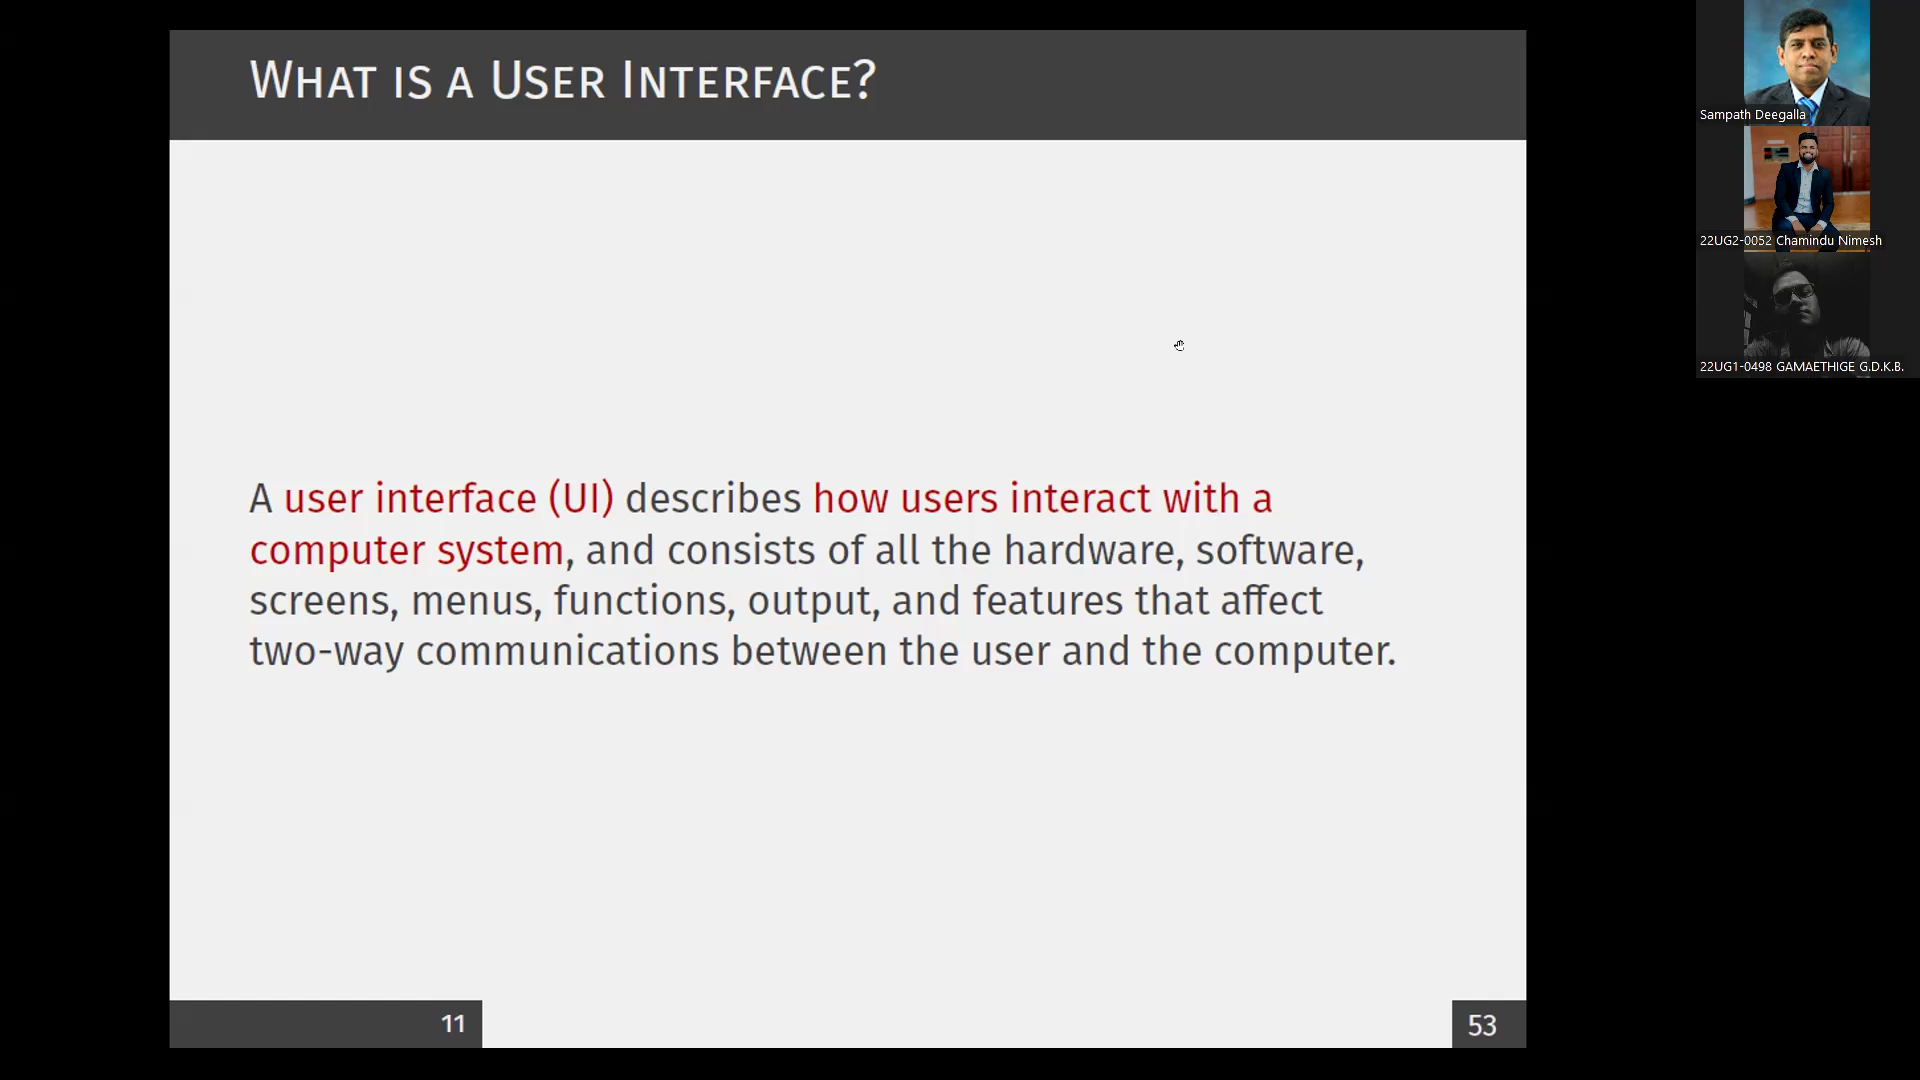 WHAT IS A USER INTERFACE?
A user interface (UI) describes how users interact with a
computer system, and consists of all the hardware, software,
screens, menus, functions, output, and features that affect
two-way communications between the user and the computer.
11
53
Sampath Deegalla
22UG2-0052 Chamindu Nimesh
22UG1-0498 GAMAETHIGE G.D.K.B.